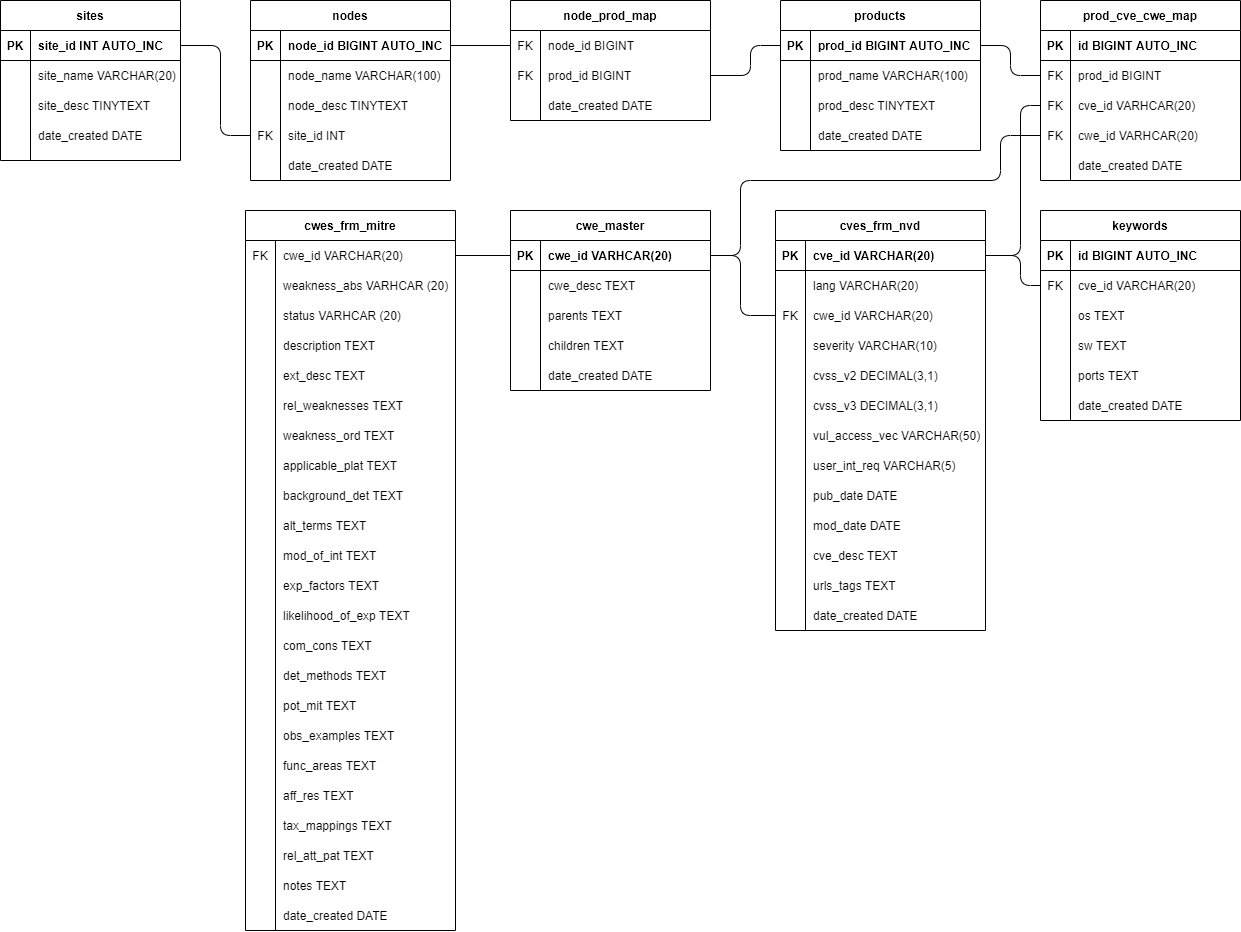 sites
PK site_id INT AUTO_INC
site_name VARCHAR(20)
site_desc TINYTEXT
date_created DATE
nodes
PK node_id BIGINT AUTO_INC
node_name VARCHAR(100)
node_desc TINYTEXT
FK site_id INT
date_created DATE
node_prod_map
FK node_id BIGINT
FK prod_id BIGINT
date_created DATE
products
PK prod_id BIGINT AUTO_INC
prod_name VARCHAR(100)
prod_desc TINYTEXT
date_created DATE
prod_cve_cwe_map
PK id BIGINT AUTO_INC
FK prod_id BIGINT
FK cve_id VARHCAR(20)
FK cwe_id VARHCAR(20)
date_created DATE
cwes_frm_mitre
FK cwe_id VARCHAR(20)
weakness_abs VARHCAR (20)
status VARHCAR (20)
description TEXT
ext_desc TEXT
rel_weaknesses TEXT
weakness_ord TEXT
applicable_plat TEXT
background_det TEXT
alt_terms TEXT
mod_of_int TEXT
exp_factors TEXT
likelihood_of_exp TEXT
com_cons TEXT
det_methods TEXT
pot_mit TEXT
obs_examples TEXT
func_areas TEXT
aff_res TEXT
tax_mappings TEXT
rel_att_pat TEXT
notes TEXT
date_created DATE
cwe_master
PK cwe_id VARHCAR(20)
cwe_desc TEXT
parents TEXT
children TEXT
date_created DATE
cves_frm_nvd
PK cve_id VARCHAR(20)
lang VARCHAR(20)
FK cwe_id VARCHAR(20)
severity VARCHAR(10)
cvss_v2 DECIMAL(3,1)
cvss_v3 DECIMAL(3,1)
vul_access_vec VARCHAR(50)
user_int_req VARCHAR(5)
pub_date DATE
mod_date DATE
cve_desc TEXT
urls_tags TEXT
date_created DATE
keywords
PK id BIGINT AUTO_INC
FK cve_id VARCHAR(20)
os TEXT
sw TEXT
ports TEXT
date_created DATE